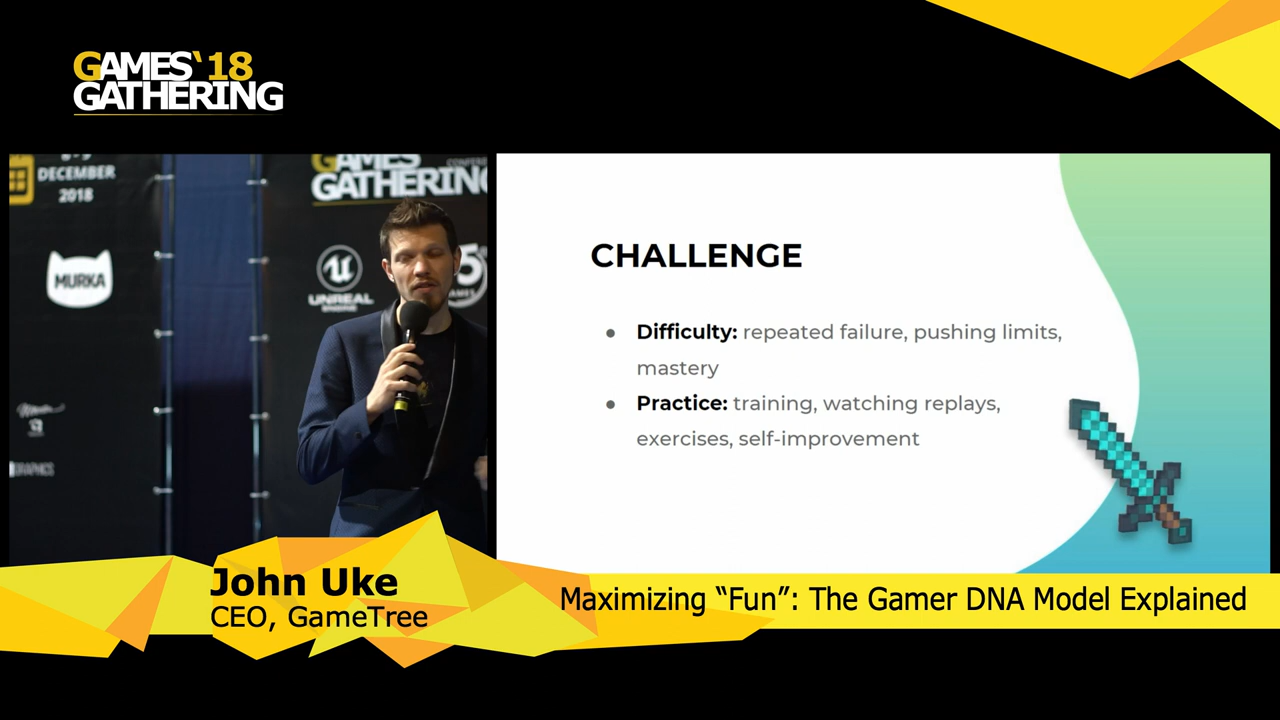 GAMES‘18
GATHERING
DECEMBER
2018
MURKA
GAMES
GATHERING
UNREAL
ENGINE
CHALLENGE
● Difficulty: repeated failure, pushing limits,
mastery
● Practice: training, watching replays,
exercises, self-improvement
John Uke
CEO, GameTree
Maximizing “Fun”: The Gamer DNA Model Explained